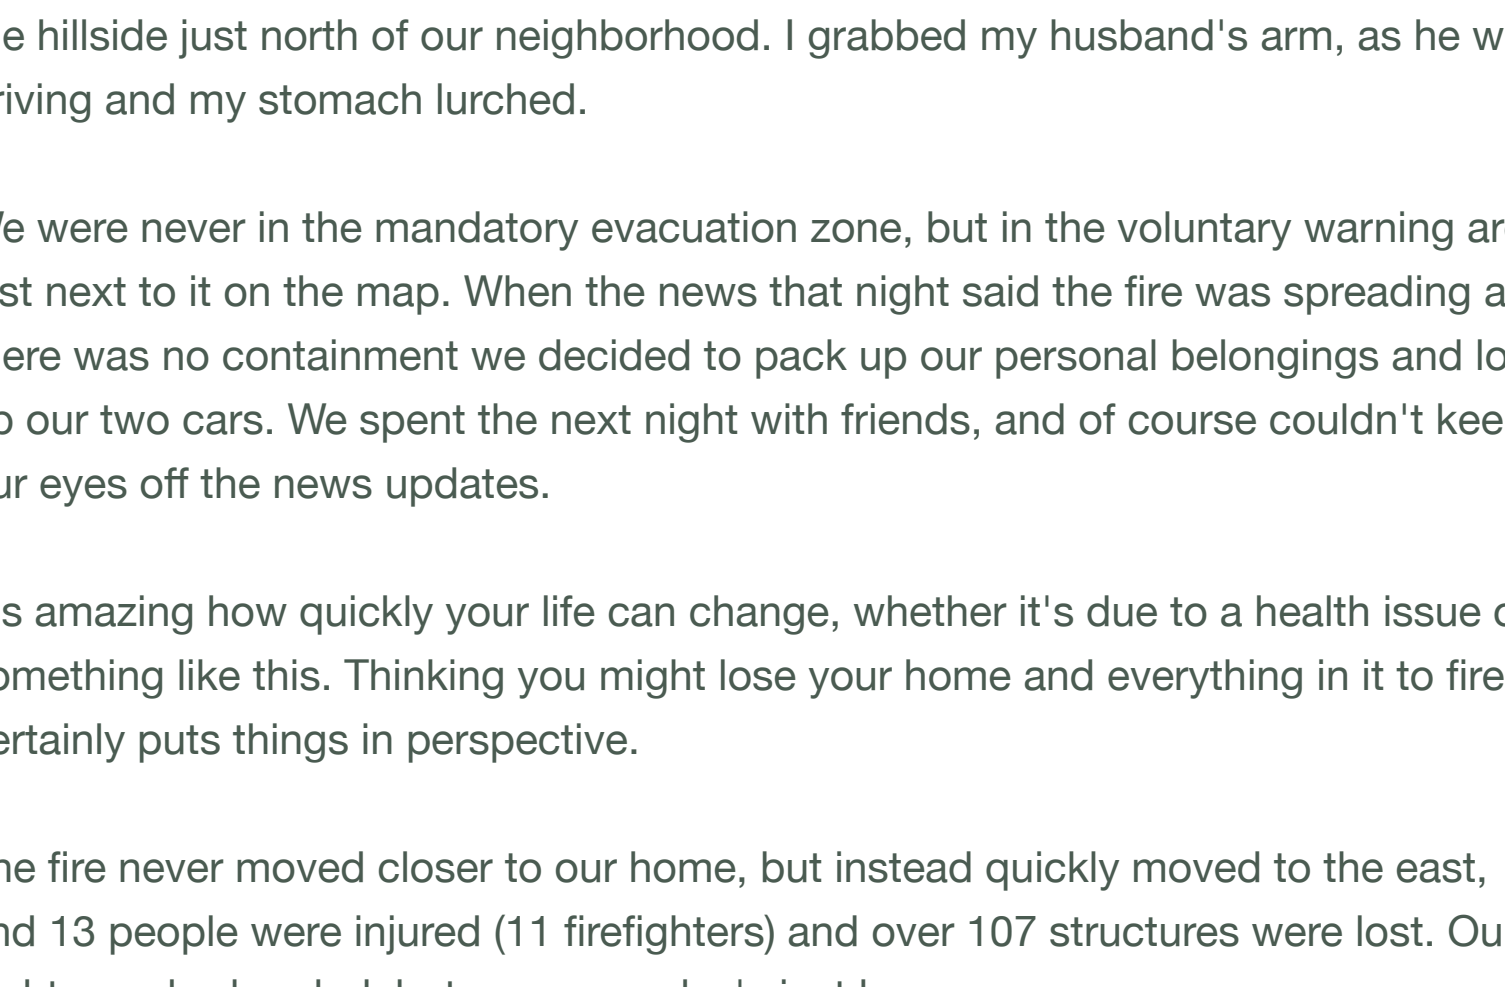 e hillside just north of our neighborhood. I grabbed my husband's arm, as he w
riving and my stomach lurched.
e were never in the mandatory evacuation zone, but in the voluntary warning ar
st next to it on the map. When the news that night said the fire was spreading a
ere was no containment we decided to pack up our personal belongings and lo
our two cars. We spent the next night with friends, and of course couldn't kee
ur eyes off the news updates.
s amazing how quickly your life can change, whether it's due to a health issue
omething like this. Thinking you might lose your home and everything in it to fire
ertainly puts things in perspective.
he fire never moved closer to our home, but instead quickly moved to the east,
nd 13 people were injured (11 firefighters) and over 107 structures were lost. Ou